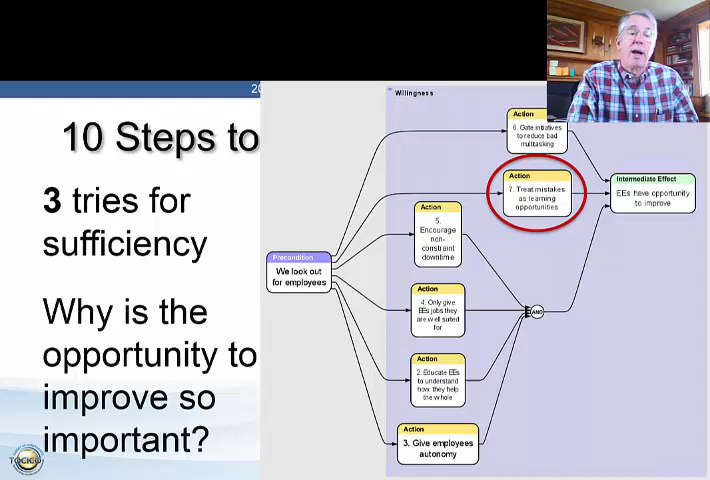 20
10 Steps to
3 tries for
sufficiency
Why is the
opportunity to
improve so
important?
TOCICO
Willingness
Action
6. Gate initiatives
to reduce bad
multitasking
Action
7. Treat mistakes
as learning
opportunities
Intermediate Effect
EEs have opportunity
to improve
Action
5.
Encourage
non-
constraint
downtime
Precondition
We look out
for employees
Action
4. Only give
EEs jobs they
are well suited
for
AND
Action
2. Educate EEs
to understand
how they help
the whole
Action
3. Give employees
autonomy